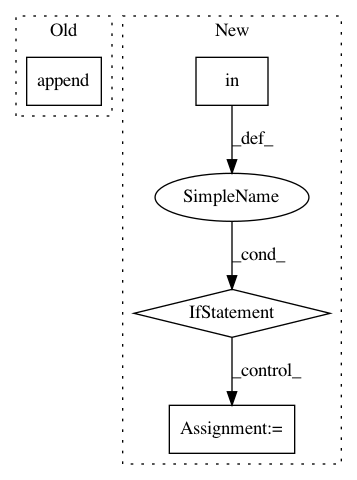 Old
New
append
in
_def_
SimpleName
_cond_
IfStatement
_control_
Assignment:=